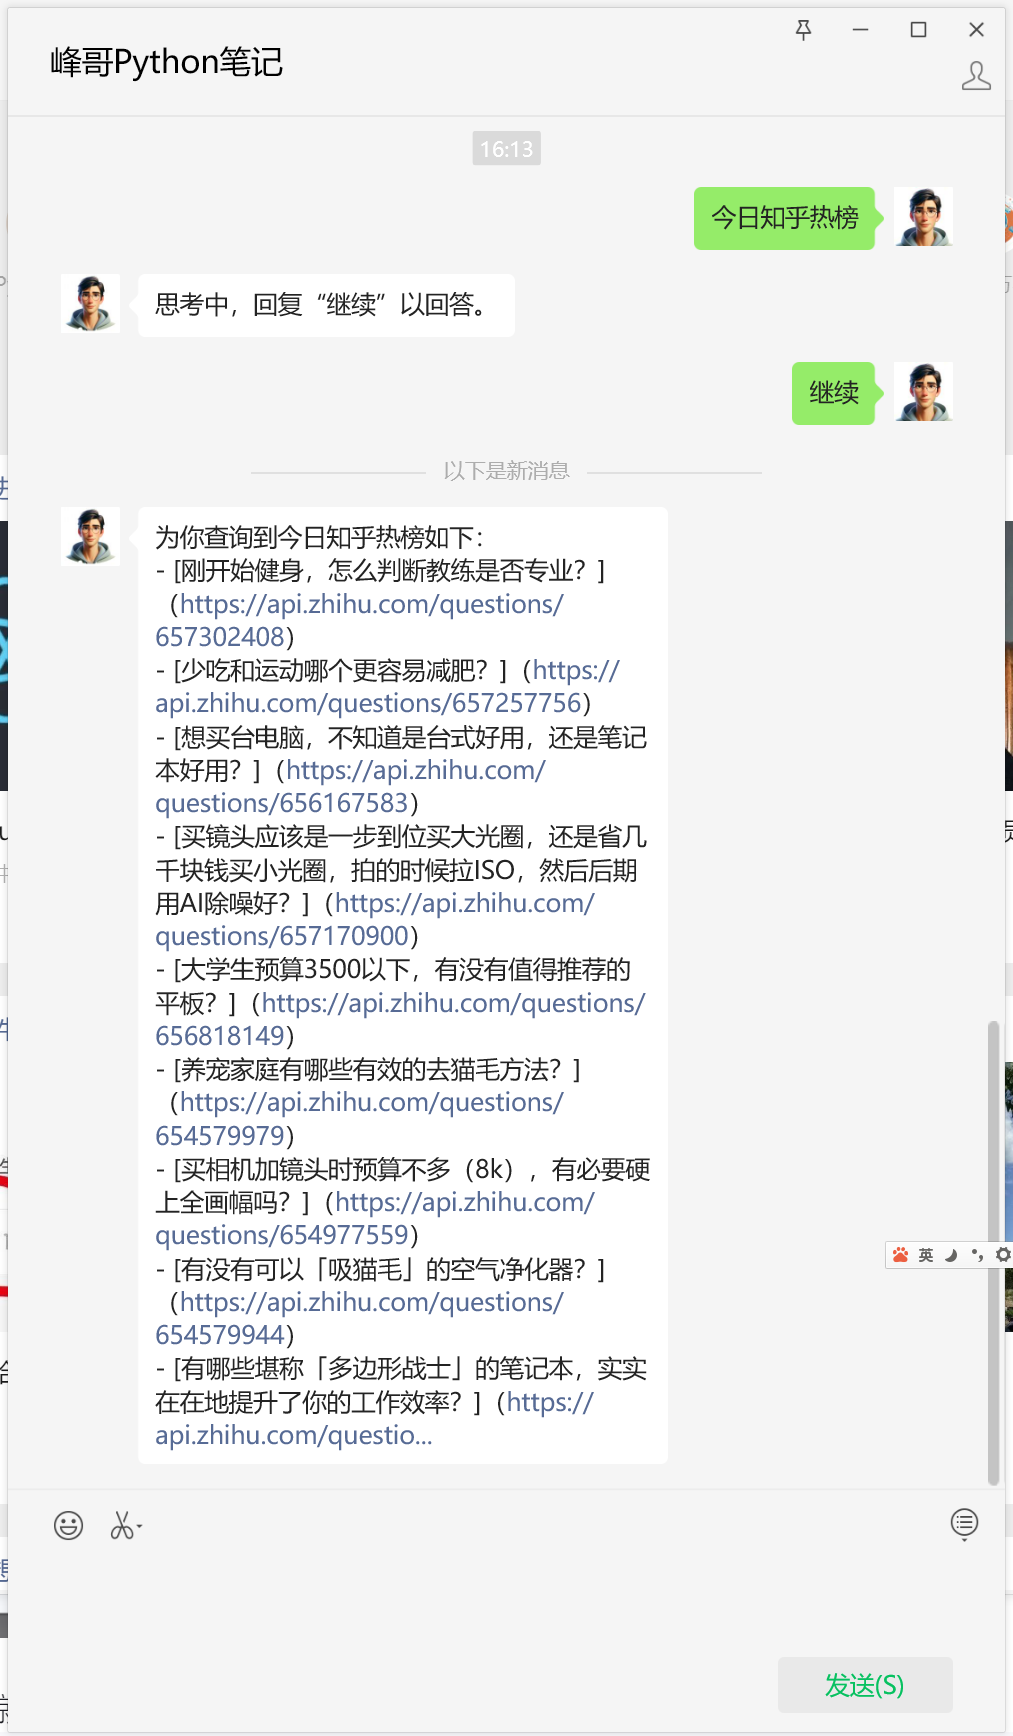 峰哥Python笔记
16:13
今日知乎热榜
思考中，回复“继续”以回答。
继续
以下是新消息
为你查询到今日知乎热榜如下：
- [刚开始健身，怎么判断教练是否专业？]
（https://api.zhihu.com/questions/
657302408）
- [少吃和运动哪个更容易减肥？]（https://
api.zhihu.com/questions/657257756）
- [想买台电脑，不知道是台式好用，还是笔记
本好用？]（https://api.zhihu.com/
questions/656167583）
- [买镜头应该是一步到位买大光圈，还是省几
千块钱买小光圈，拍的时候拉ISO，然后后期
用AI除噪好？]（https://api.zhihu.com/
questions/657170900）
- [大学生预算3500以下，有没有值得推荐的
平板？]（https://api.zhihu.com/questions/
656818149）
- [养宠家庭有哪些有效的去猫毛方法？]
（https://api.zhihu.com/questions/
654579979）
- [买相机加镜头时预算不多（8k），有必要硬
上全画幅吗？]（https://api.zhihu.com/
questions/654977559）
- [有没有可以「吸猫毛」的空气净化器？]
（https://api.zhihu.com/questions/
654579944）
- [有哪些堪称「多边形战士」的笔记本，实实
在在地提升了你的工作效率？]（https://
api.zhihu.com/questio...
英
发送(S)